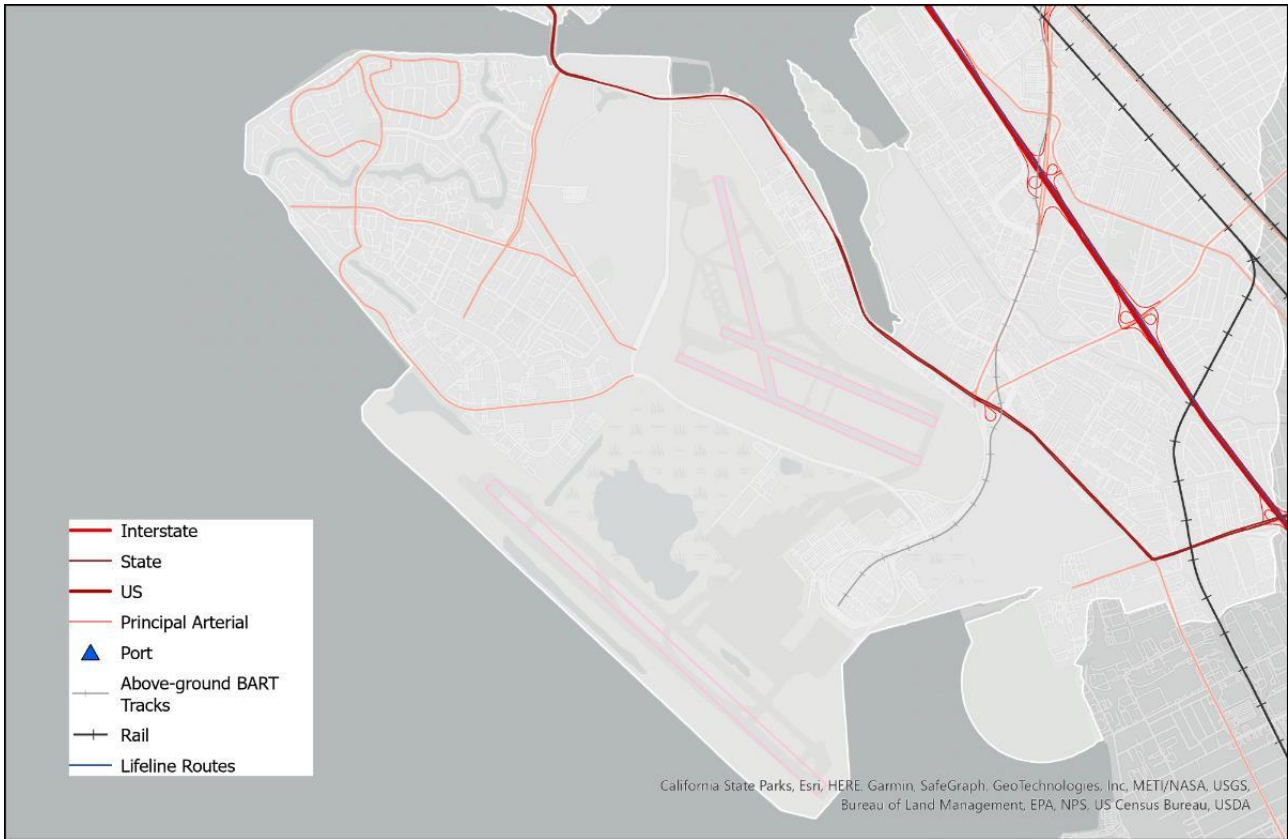 Interstate
State
US
Principal Arterial
Port
Above-ground BART
Tracks
Rail
Lifeline Routes
California State Parks, Esri, HERE, Garmin, SafeGraph, GeoTechnologies, Inc, METI/NASA, USGS,
Bureau of Land Management, EPA, NPS, US Census Bureau, USDA